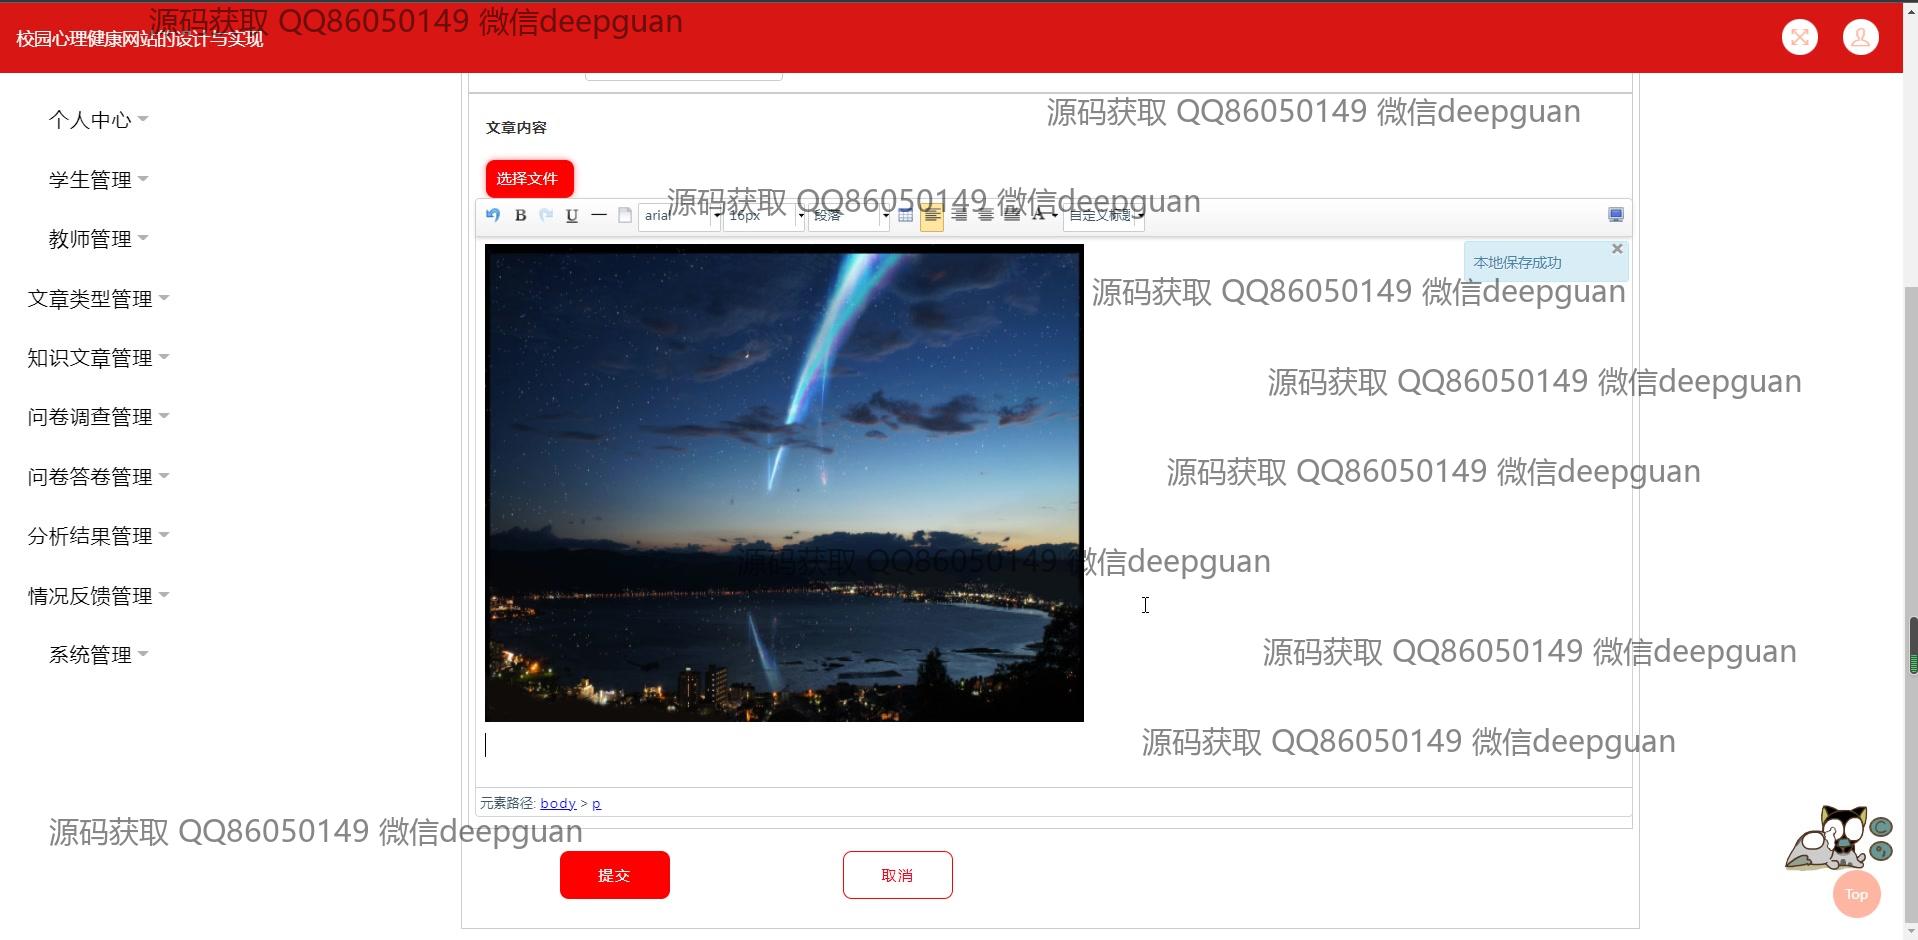 源码获取 QQ86050149 微信deepguan
校园心理健康网站的设计与实现
源码获取 QQ86050149 微信deepguan
个人中心
文章内容
学生管理
选择文件
源码获取 QQ86050149 微信deepguan
B U arial 16px 段落 A 自定义标题
教师管理
本地保存成功
源码获取 QQ86050149 微信deepguan
文章类型管理
知识文章管理
源码获取 QQ86050149 微信deepguan
问卷调查管理
源码获取 QQ86050149 微信deepguan
问卷答卷管理
分析结果管理
源码获取 QQ86050149 微信deepguan
情况反馈管理
源码获取 QQ86050149 微信deepguan
系统管理
源码获取 QQ86050149 微信deepguan
元素路径: body > p
源码获取 QQ86050149 微信deepguan
提交
取消
Top